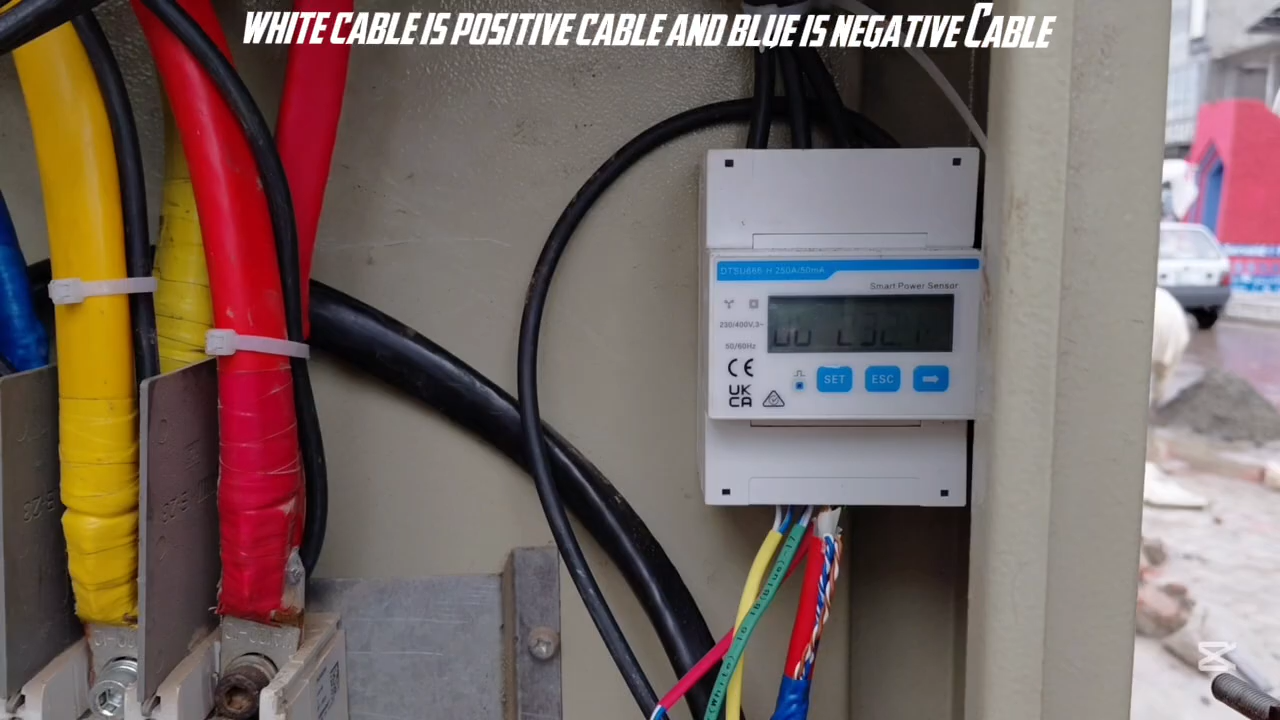 WHITE CABLE IS POSITIVE CABLE AND BLUE IS NEGATIVE CABLE
DTSU666-H 250A/50mA
Smart Power Sensor
230/400V,3~
50/60Hz
SET ESC
CE
UK
CA